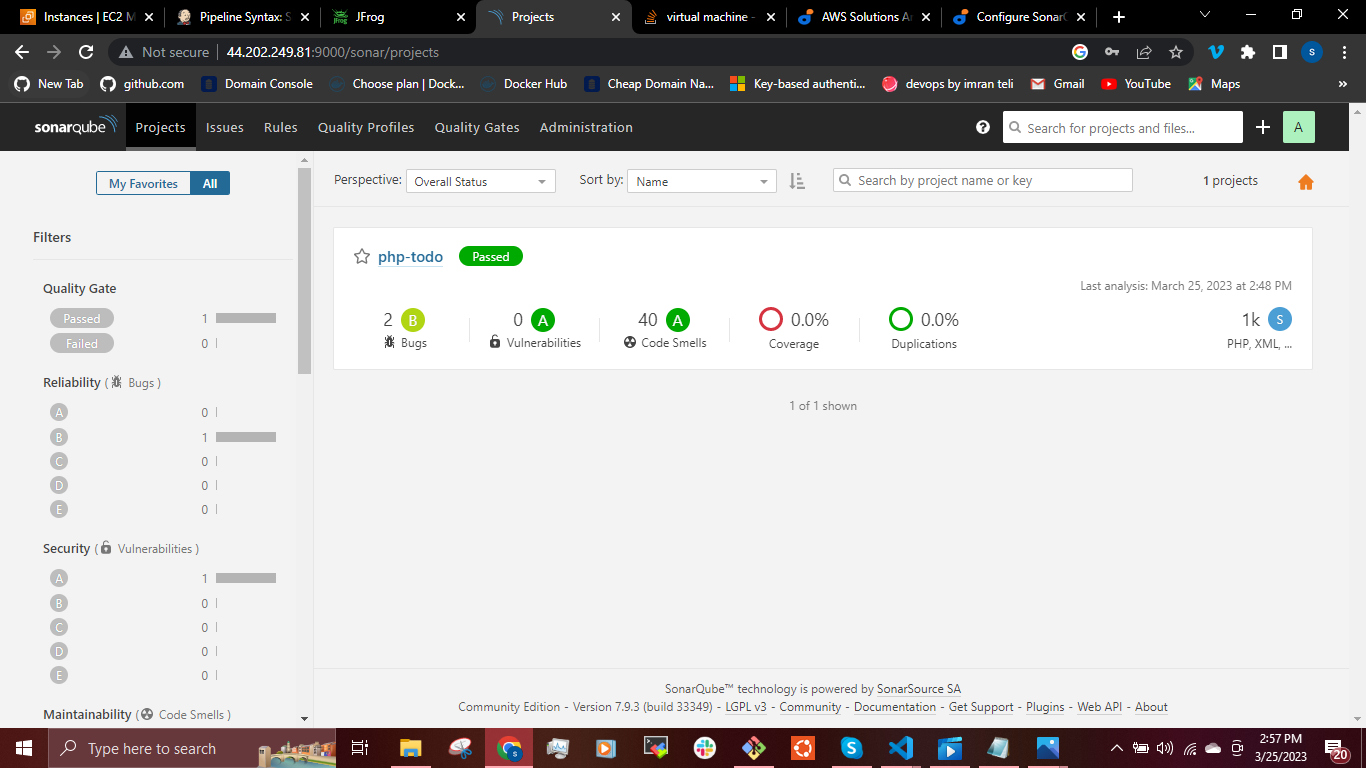 Instances | EC2 M
Pipeline Syntax: S
JFrog
Projects
virtual machine -
AWS Solutions Ar
Configure SonarQ
Not secure 44.202.249.81:9000/sonar/projects
New Tab
github.com
Domain Console
Choose plan | Dock...
Docker Hub
Cheap Domain Na...
Key-based authenti...
devops by imran teli
Gmail
YouTube
Maps
sonarqube
Projects Issues Rules Quality Profiles Quality Gates Administration
Search for projects and files...
A
My Favorites All
Perspective: Overall Status
Sort by: Name
Search by project name or key
1 projects
Filters
Quality Gate
Passed 1
Failed 0
Reliability ( Bugs )
A 0
B 1
C 0
D 0
E 0
Security ( Vulnerabilities )
A 1
B 0
C 0
D 0
E 0
Maintainability ( Code Smells )
php-todo Passed
Last analysis: March 25, 2023 at 2:48 PM
2 B
Bugs
0 A
Vulnerabilities
40 A
Code Smells
0.0%
Coverage
0.0%
Duplications
1k S
PHP, XML, ...
1 of 1 shown
SonarQube™ technology is powered by SonarSource SA
Community Edition - Version 7.9.3 (build 33349) - LGPL v3 - Community - Documentation - Get Support - Plugins - Web API - About
Type here to search
2:57 PM
3/25/2023
20